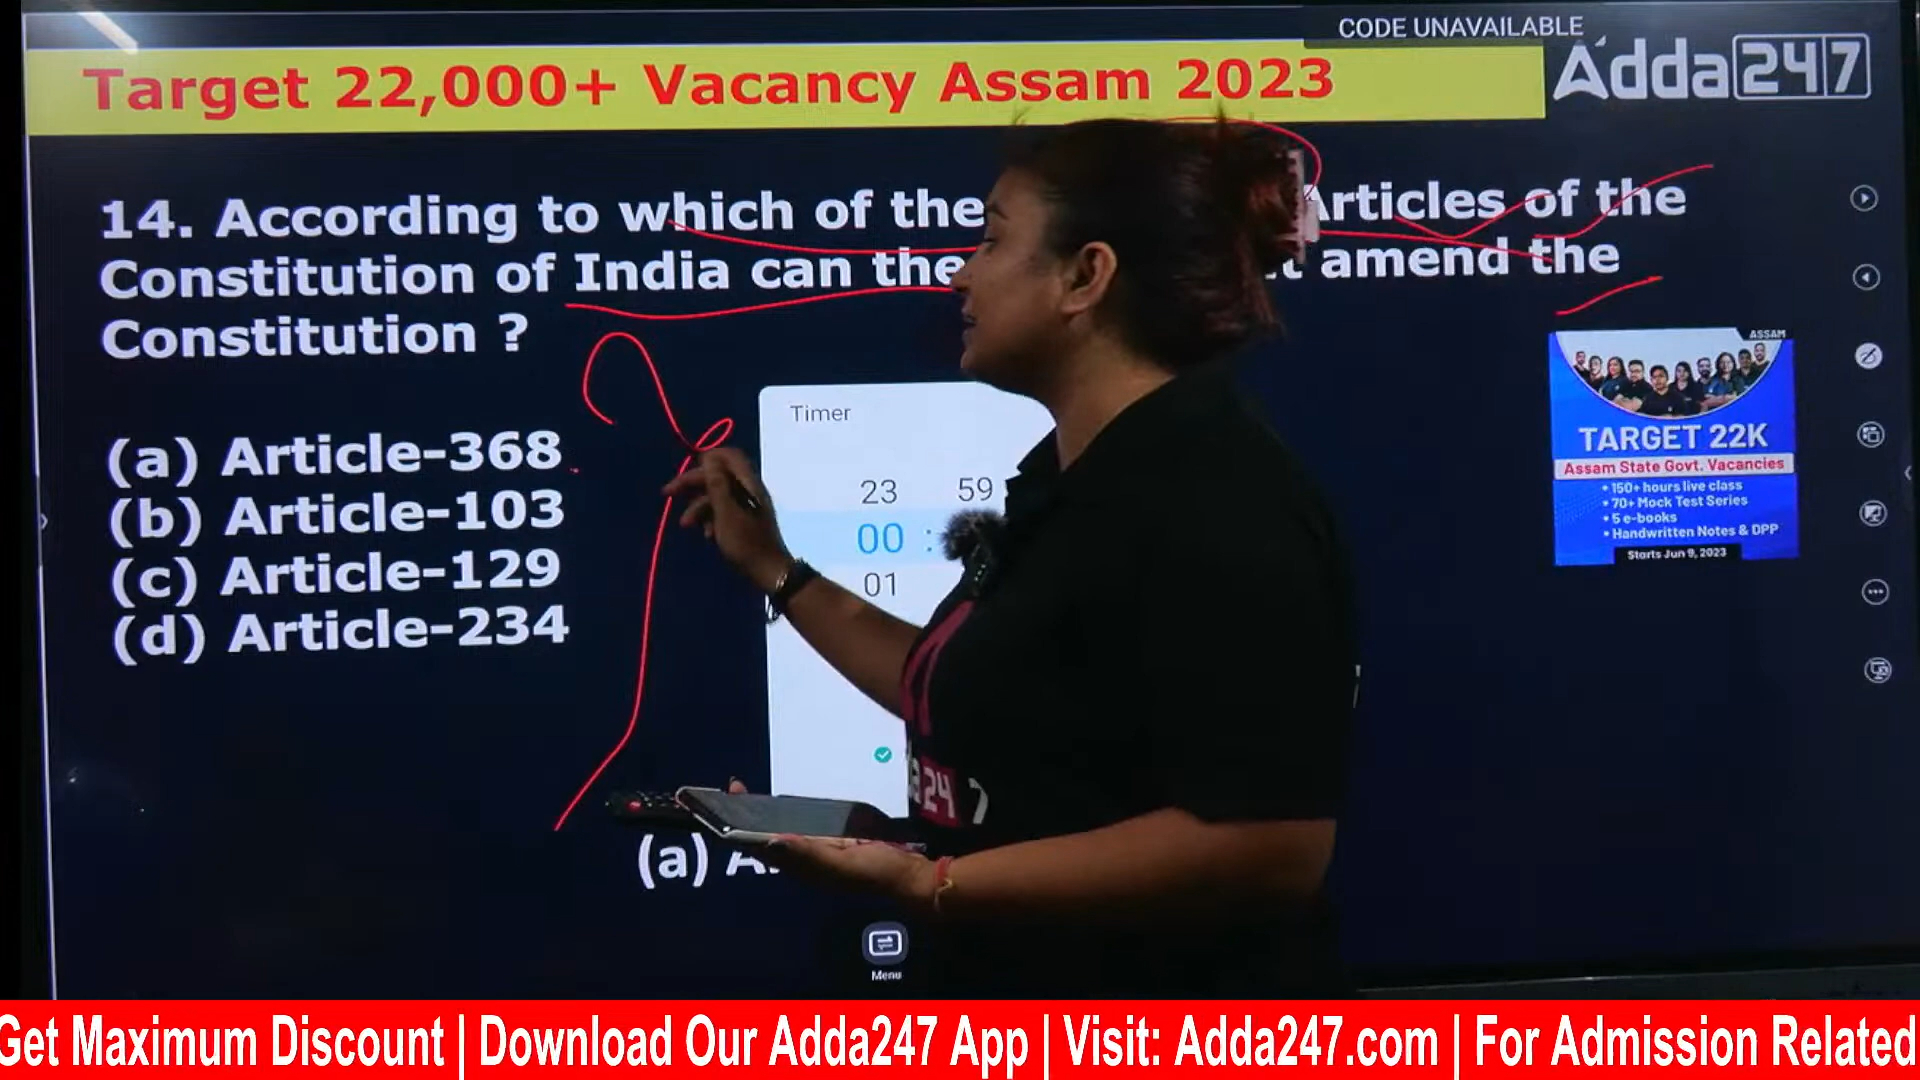 CODE UNAVAILABLE
Target 22,000+ Vacancy Assam 2023
Adda247
14. According to which of the Articles of the
Constitution of India can the amend the
Constitution ?
(a) Article-368
(b) Article-103
(c) Article-129
(d) Article-234
Timer
23 59
00 :
01
ASSAM
TARGET 22K
Assam State Govt. Vacancies
• 150+ hours live class
• 70+ Mock Test Series
• 5 e-books
• Handwritten Notes & DPP
Starts Jun 9, 2023
(a)
24 7
Menu
Get Maximum Discount | Download Our Adda247 App | Visit: Adda247.com | For Admission Related